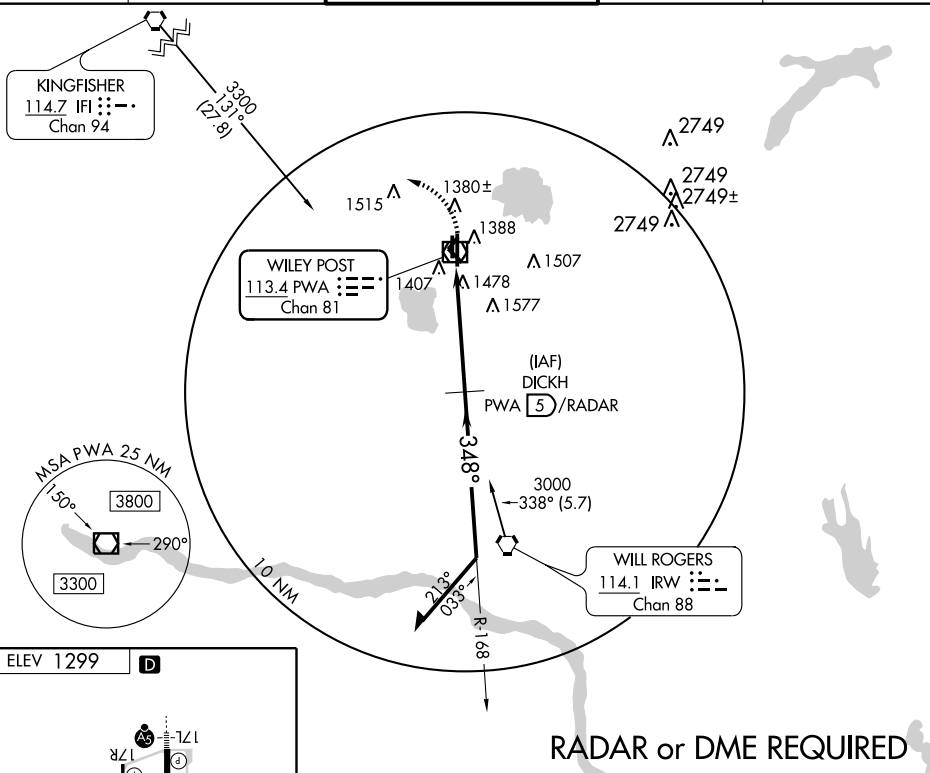 KINGFISHER
114.7 IFI
Chan 94
3300
131°
(27.8)
2749
2749
2749±
2749
1515
1380±
1388
WILEY POST
113.4 PWA
Chan 81
1407
1478
1507
1577
(IAF)
DICKH
PWA 5 /RADAR
348°
3000
338° (5.7)
MSA PWA 25 NM
150°
3800
290°
3300
10 NM
213°
033°
R-168
WILL ROGERS
114.1 IRW
Chan 88
ELEV 1299 D
A5
17L
17R
P
RADAR or DME REQUIRED